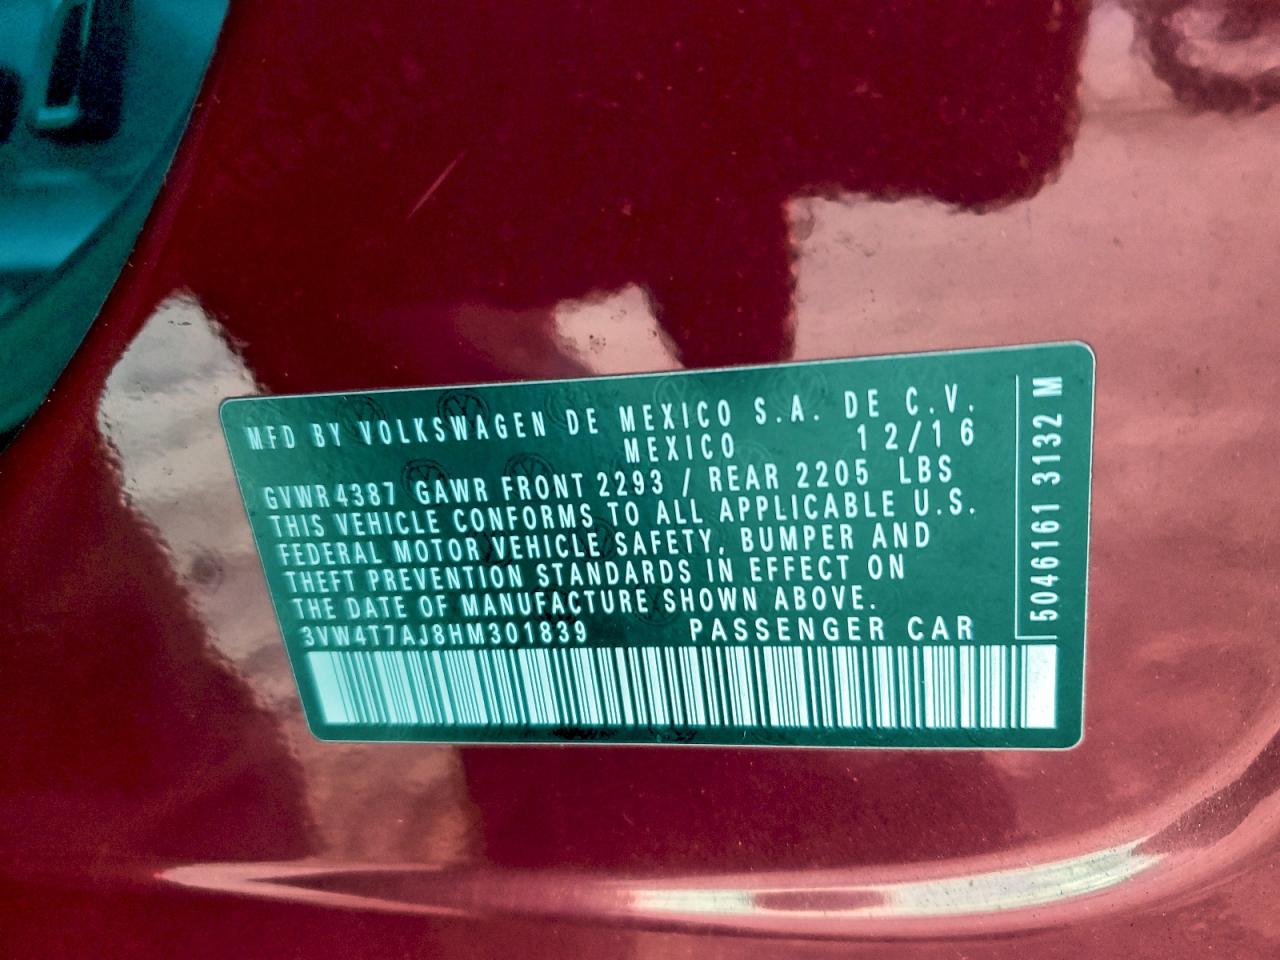 MFD BY VOLKSWAGEN DE MEXICO S.A. DE C.V.
MEXICO 12/16
GVWR 4387 GAWR FRONT 2293 / REAR 2205 LBS
THIS VEHICLE CONFORMS TO ALL APPLICABLE U.S.
FEDERAL MOTOR VEHICLE SAFETY, BUMPER AND
THEFT PREVENTION STANDARDS IN EFFECT ON
THE DATE OF MANUFACTURE SHOWN ABOVE.
3VW4T7AJ8HM301839 PASSENGER CAR
5046161 3132 M